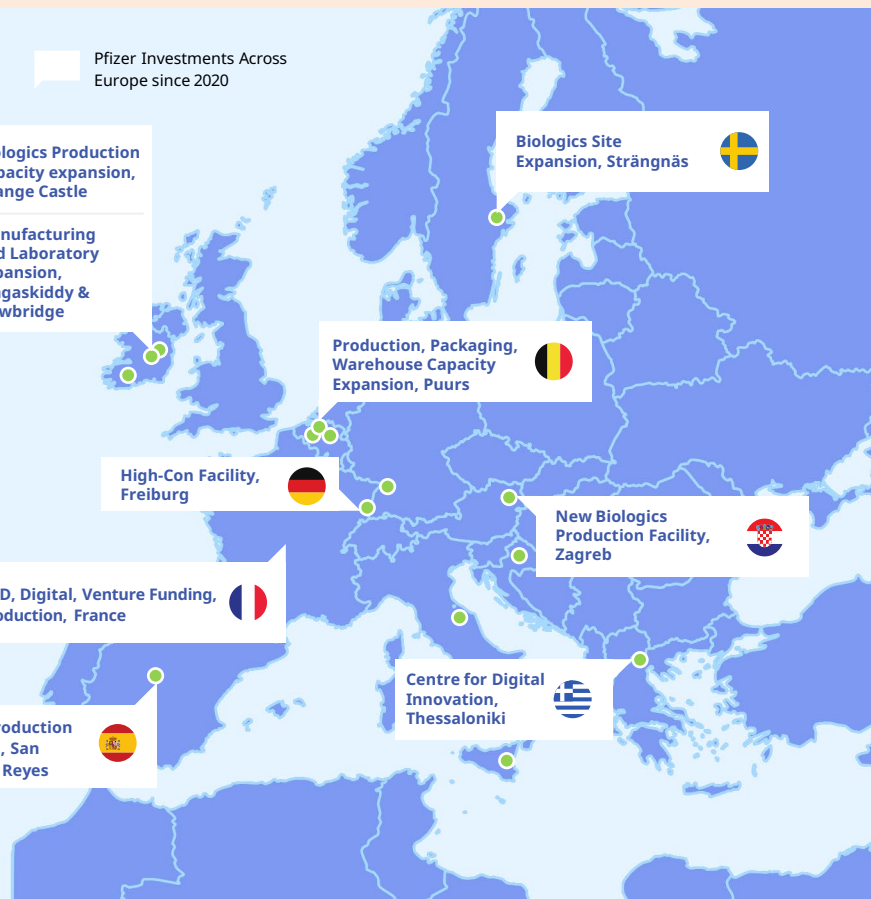 Pfizer Investments Across
Europe since 2020
logics Production
pacity expansion,
ange Castle
nufacturing
d Laboratory
pansion,
gaskiddy &
wbridge
Biologics Site
Expansion, Strängnäs
Production, Packaging,
Warehouse Capacity
Expansion, Puurs
High-Con Facility,
Freiburg
New Biologics
Production Facility,
Zagreb
D, Digital, Venture Funding,
oduction, France
Centre for Digital
Innovation,
Thessaloniki
roduction
, San
Reyes